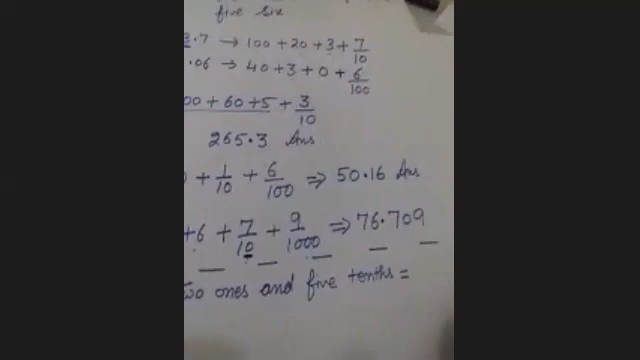 five six
3.7 → 100 + 20 + 3 + 7/10
.06 → 40 + 3 + 0 + 6/100
00 + 60 + 5 + 3/10
265.3 Ans
+ 1/10 + 6/100 ⇒ 50.16 Ans
+6 + 7/10 + 9/1000 ⇒ 76.709
two ones and five tenths =